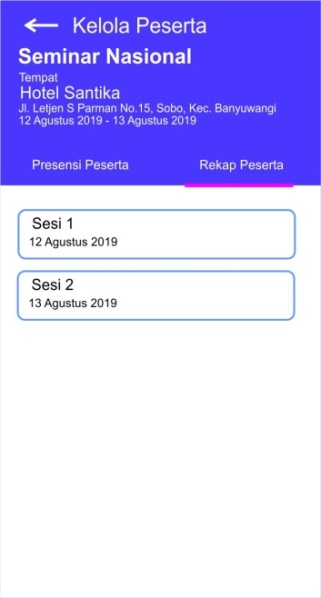 Kelola Peserta
Seminar Nasional
Tempat
Hotel Santika
Jl. Letjen S Parman No.15, Sobo, Kec. Banyuwangi
12 Agustus 2019 - 13 Agustus 2019
Presensi Peserta Rekap Peserta
Sesi 1
12 Agustus 2019
Sesi 2
13 Agustus 2019